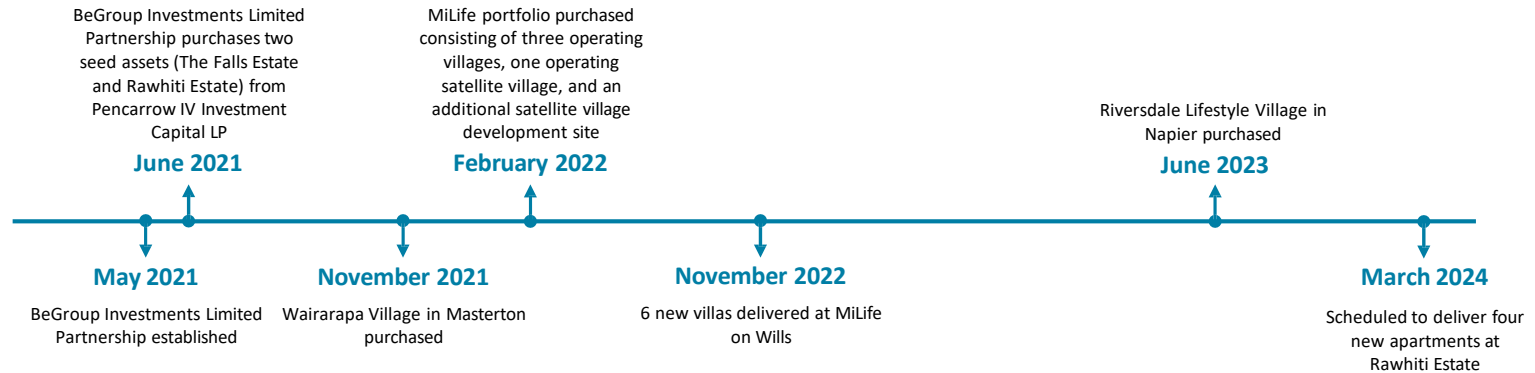 BeGroup Investments Limited
Partnership purchases two
seed assets (The Falls Estate
and Rawhiti Estate) from
Pencarrow IV Investment
Capital LP
June 2021
MiLife portfolio purchased
consisting of three operating
villages, one operating
satellite village, and an
additional satellite village
development site
February 2022
Riversdale Lifestyle Village in
Napier purchased
June 2023
May 2021
BeGroup Investments Limited
Partnership established
November 2021
Wairarapa Village in Masterton
purchased
November 2022
6 new villas delivered at MiLife
on Wills
March 2024
Scheduled to deliver four
new apartments at
Rawhiti Estate